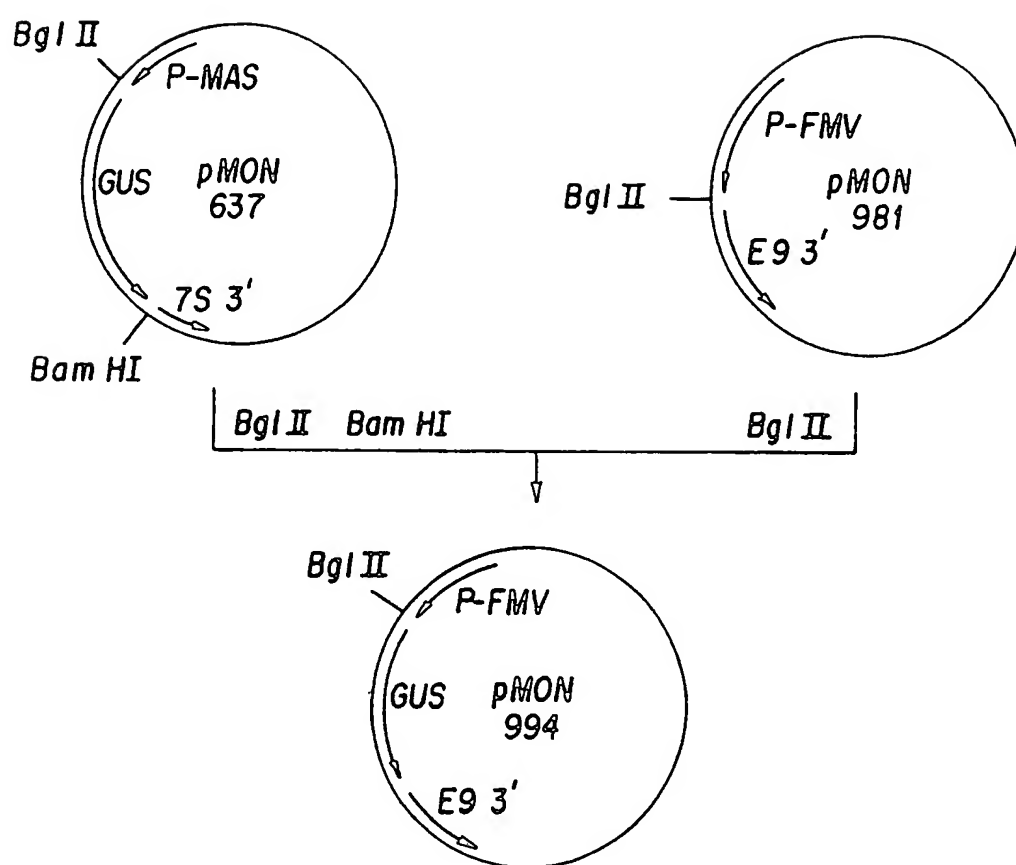 Bgl II
P-MAS
GUS
pMON
637
7S 3'
Bam HI
P-FMV
Bgl II
pMON
981
E9 3'
Bgl II Bam HI
Bgl II
Bgl II
P-FMV
GUS
pMON
994
E9 3'